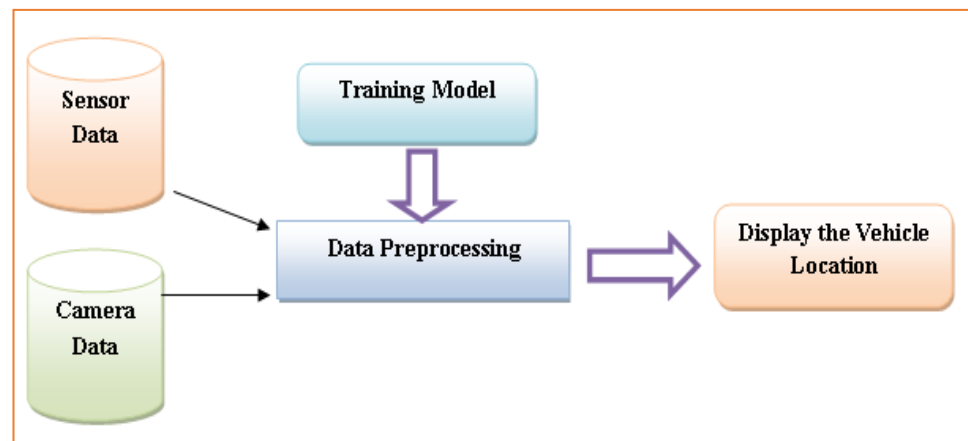 Sensor
Data
Training Model
Data Preprocessing
Display the Vehicle
Location
Camera
Data